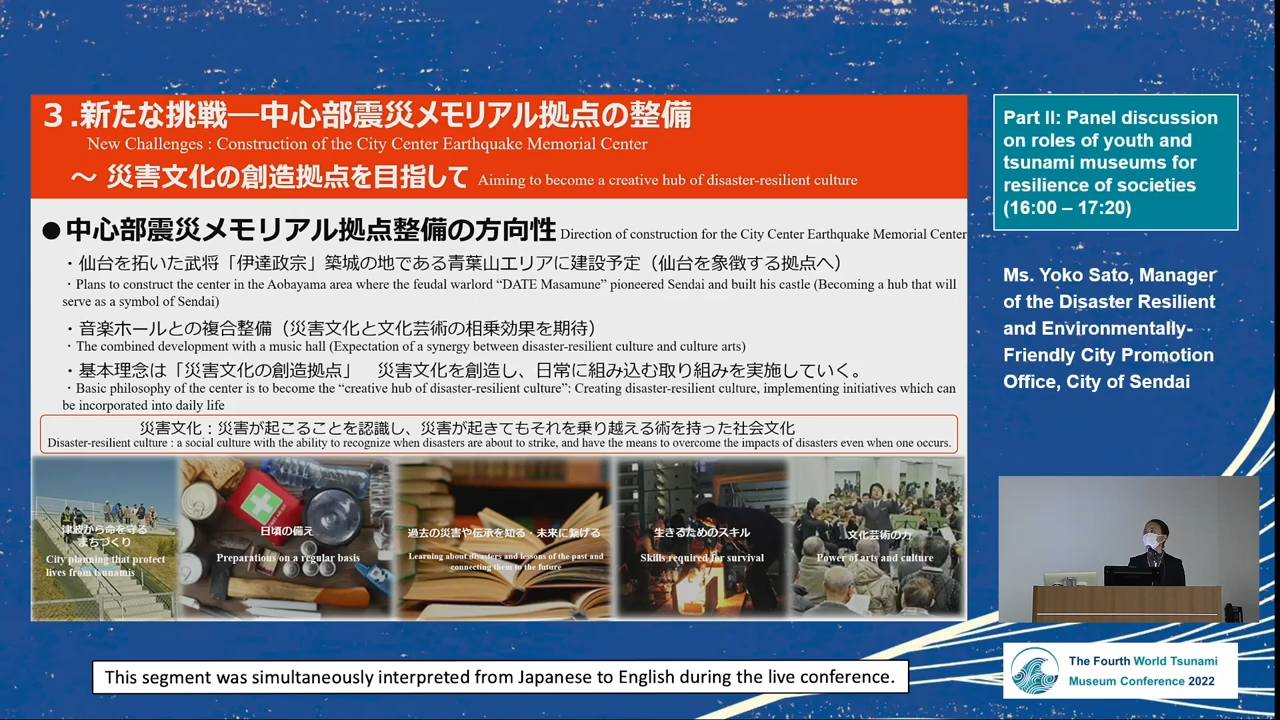 3.新たな挑戦―中心部震災メモリアル拠点の整備
New Challenges : Construction of the City Center Earthquake Memorial Center
～ 災害文化の創造拠点を目指して Aiming to become a creative hub of disaster-resilient culture
●中心部震災メモリアル拠点整備の方向性 Direction of construction for the City Center Earthquake Memorial Center
・仙台を拓いた武将「伊達政宗」築城の地である青葉山エリアに建設予定（仙台を象徴する拠点へ）
・Plans to construct the center in the Aobayama area where the feudal warlord “DATE Masamune” pioneered Sendai and built his castle (Becoming a hub that will
serve as a symbol of Sendai)
・音楽ホールとの複合整備（災害文化と文化芸術の相乗効果を期待）
・The combined development with a music hall (Expectation of a synergy between disaster-resilient culture and culture arts)
・基本理念は「災害文化の創造拠点」　災害文化を創造し、日常に組み込む取り組みを実施していく。
・Basic philosophy of the center is to become the “creative hub of disaster-resilient culture”: Creating disaster-resilient culture, implementing initiatives which can
be incorporated into daily life
災害文化：災害が起こることを認識し、災害が起きてもそれを乗り越える術を持った社会文化
Disaster-resilient culture : a social culture with the ability to recognize when disasters are about to strike, and have the means to overcome the impacts of disasters even when one occurs.
津波から命を守る
まちづくり
City planning that protect
lives from tsunamis
日頃の備え
Preparations on a regular basis
過去の災害や伝承を知る・未来に繋げる
Learning about disasters and lessons of the past and
connecting them to the future
生きるためのスキル
Skills required for survival
文化芸術の力
Power of arts and culture
Part II: Panel discussion
on roles of youth and
tsunami museums for
resilience of societies
(16:00 – 17:20)
Ms. Yoko Sato, Manager
of the Disaster Resilient
and Environmentally-
Friendly City Promotion
Office, City of Sendai
The Fourth World Tsunami
Museum Conference 2022
This segment was simultaneously interpreted from Japanese to English during the live conference.